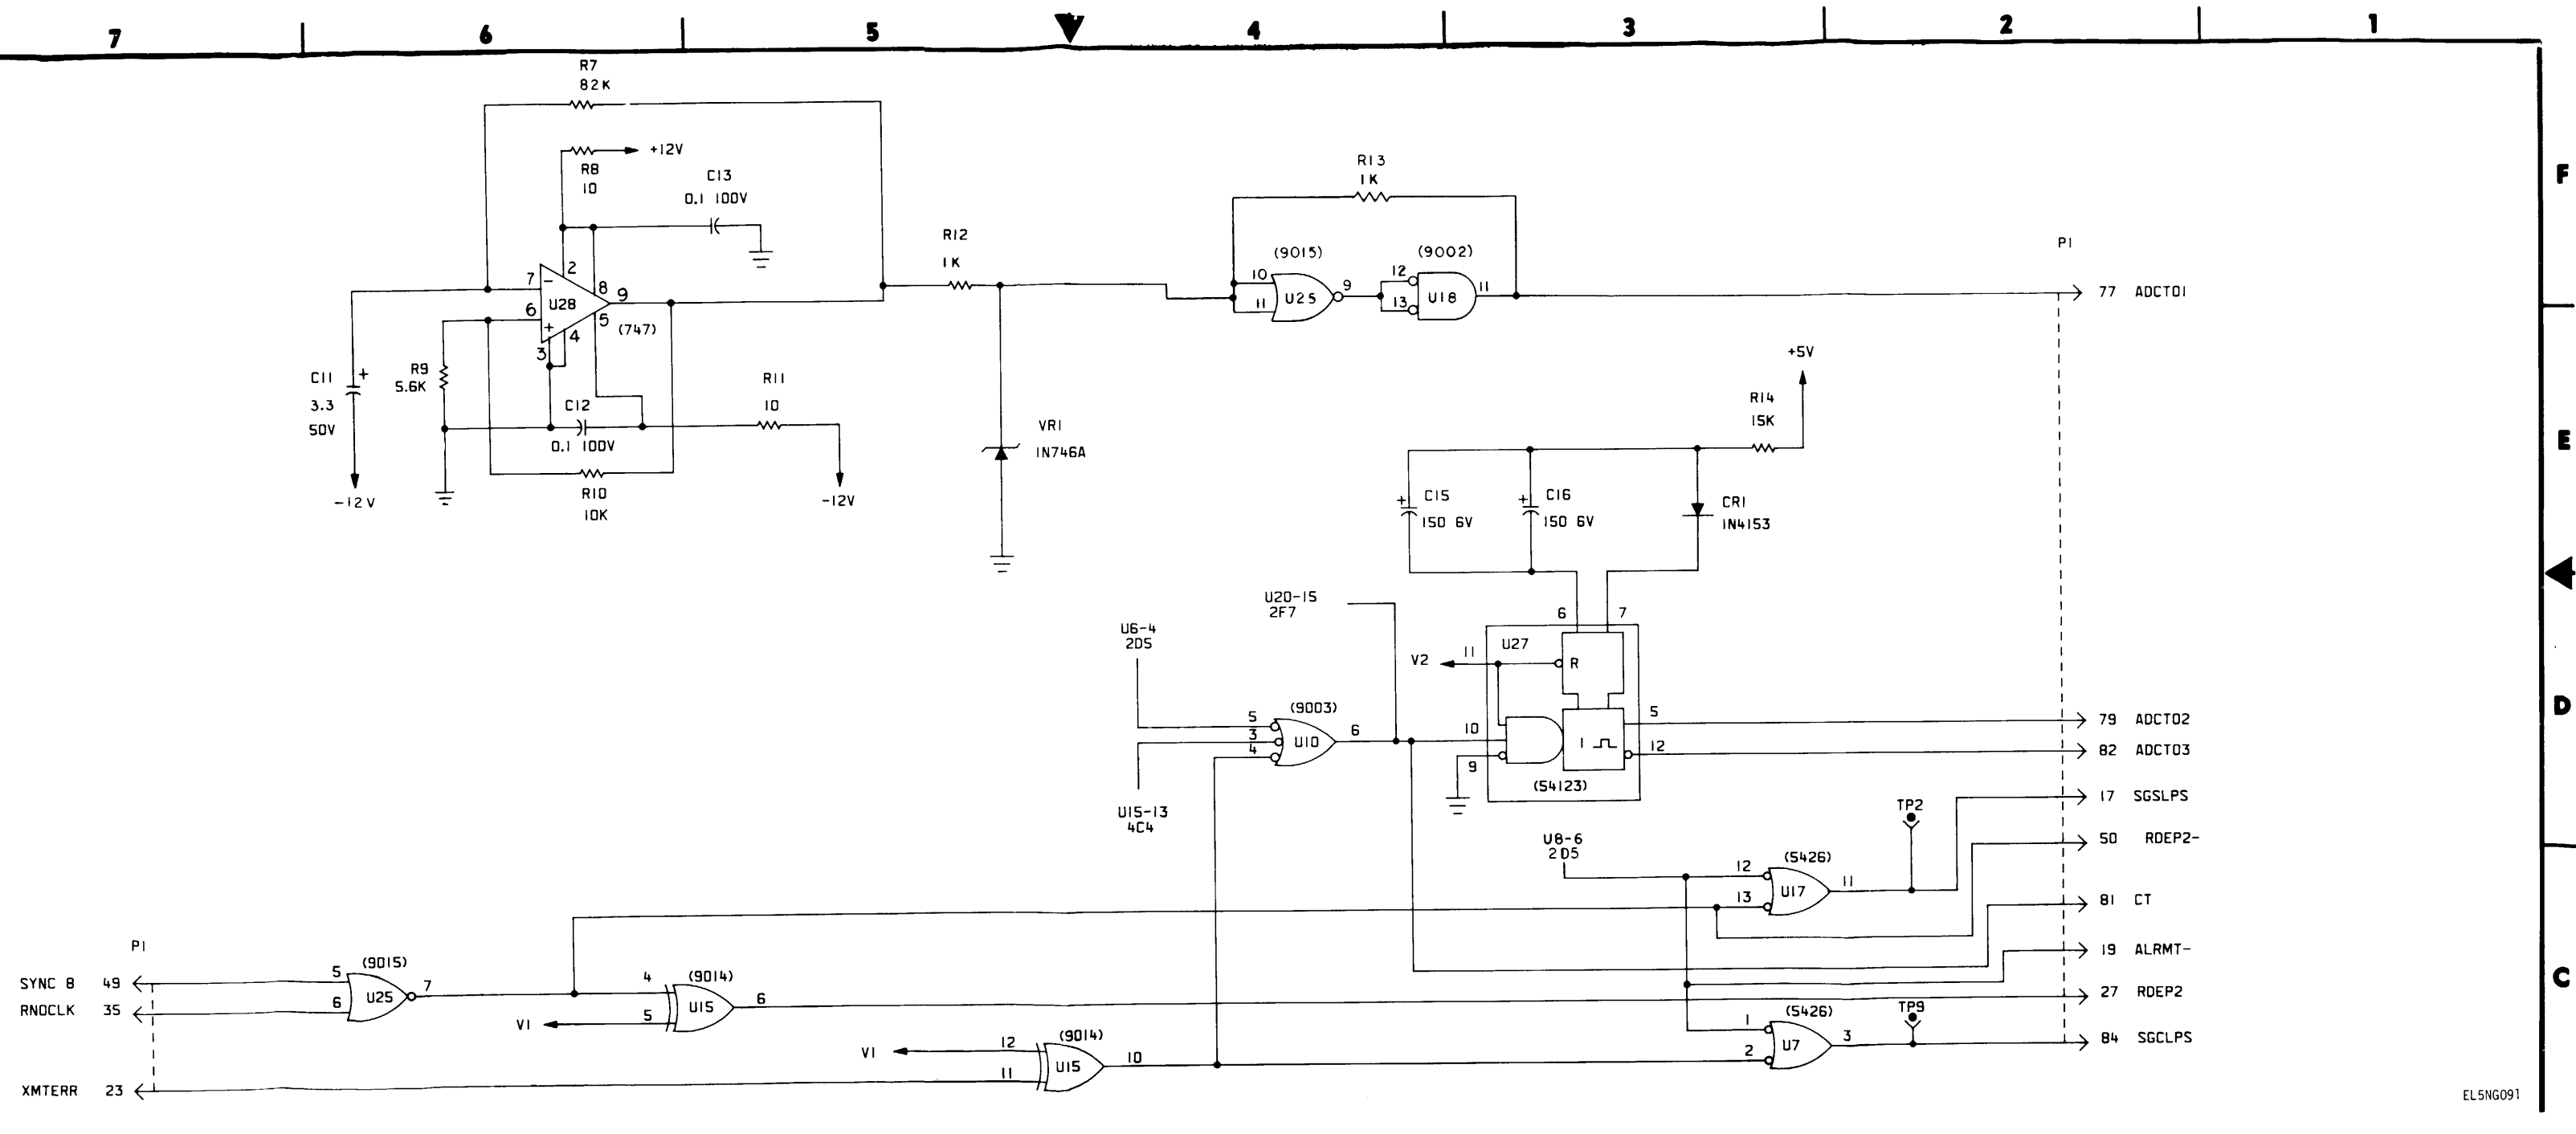 7 6 5 4 3 2 1
R7
82K
+12V
R8
10
C13
0.1 100V
R13
1K
F
R12
1K
(9015)
(9002)
P1
7
2
8
9
10
11
U25
9
12
13
U18
11
77 ADCT01
6
U28
5
(747)
3
4
-
+
+5V
C11
+
3.3
50V
R9
5.6K
C12
0.1 100V
R11
10
R14
15K
VR1
1N746A
E
-12V
R10
10K
-12V
+
C15
150 6V
+
C16
150 6V
CR1
1N4153
U20-15
2F7
6
7
U6-4
2D5
V2
11
U27
R
(9003)
5
3
4
U10
6
10
9
1
5
12
(54123)
79 ADCT02
82 ADCT03
D
U15-13
4C4
TP2
17 SGSLPS
U8-6
2D5
50 RDEP2-
12
13
(5426)
U17
11
81 CT
P1
19 ALRMT-
SYNC 8 49
RNDCLK 35
5
6
(9015)
U25
7
4
5
(9014)
U15
6
V1
27 RDEP2
C
TP9
V1
12
11
(9014)
U15
10
1
2
(5426)
U7
3
84 SGCLPS
XMTERR 23
EL5NG091